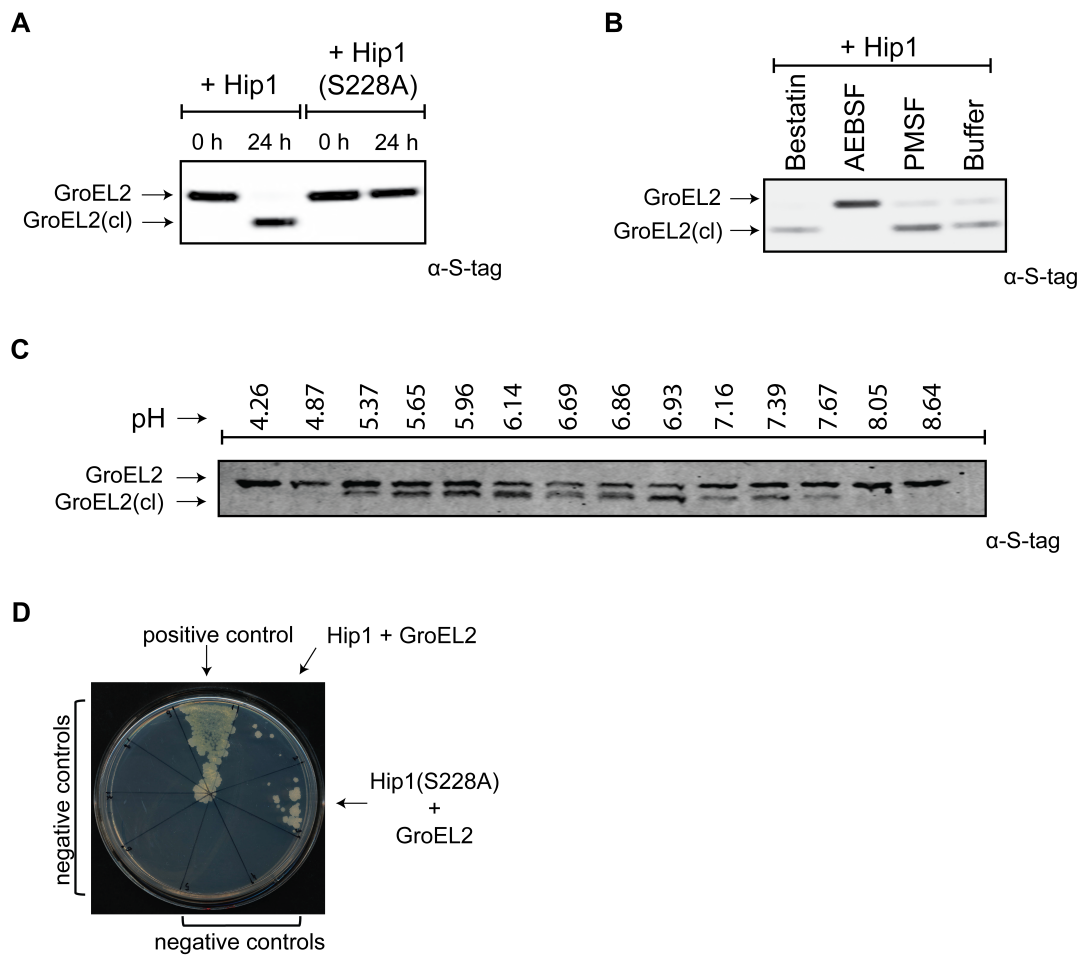 A
+ Hip1
+ Hip1
(S228A)
0 h 24 h 0 h 24 h
GroEL2
GroEL2(cl)
α-S-tag
B
+ Hip1
Bestatin AEBSF PMSF Buffer
GroEL2
GroEL2(cl)
α-S-tag
C
pH 4.26 4.87 5.37 5.65 5.96 6.14 6.69 6.86 6.93 7.16 7.39 7.67 8.05 8.64
GroEL2
GroEL2(cl)
α-S-tag
D
positive control Hip1 + GroEL2
negative controls
Hip1(S228A)
+
GroEL2
negative controls